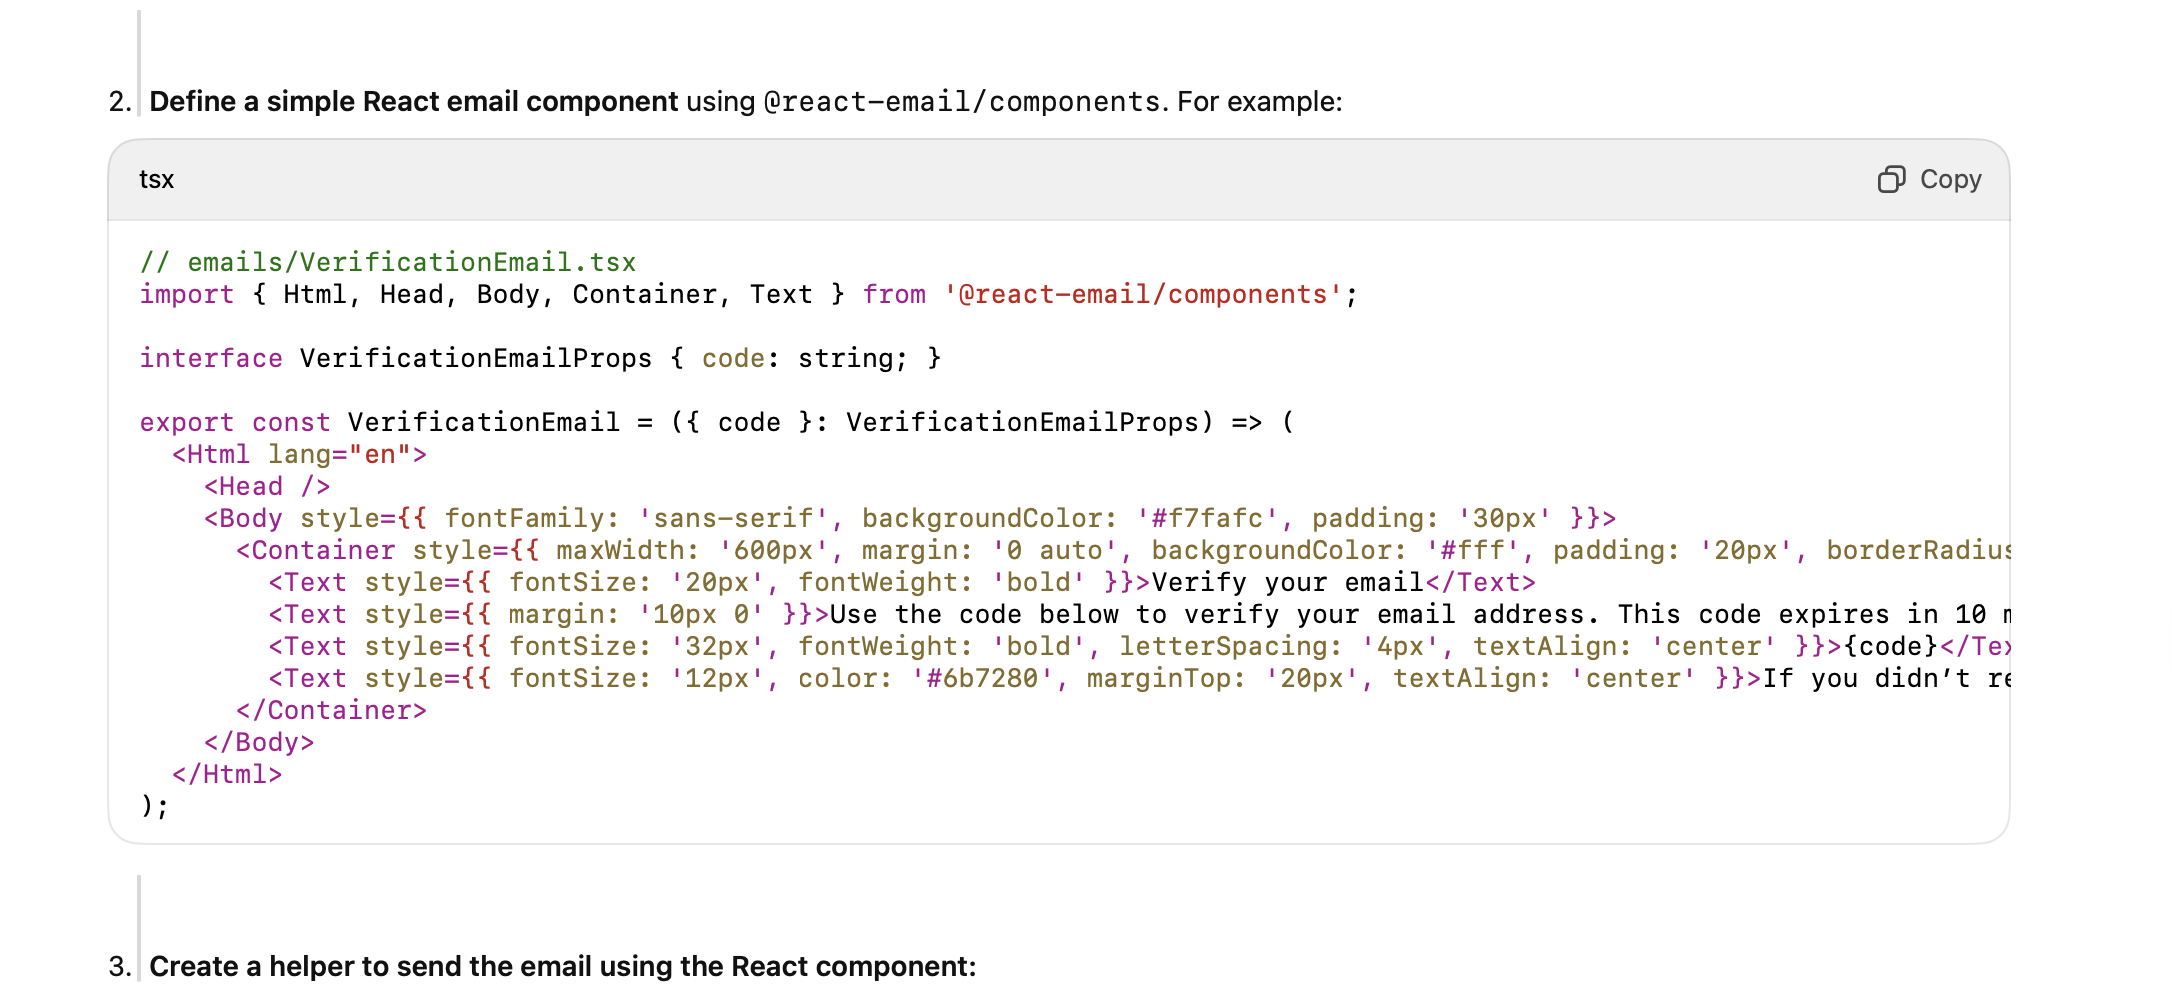 2. Define a simple React email component using @react-email/components. For example:
tsx
Copy
// emails/VerificationEmail.tsx
import { Html, Head, Body, Container, Text } from '@react-email/components';
interface VerificationEmailProps { code: string; }
export const VerificationEmail = ({ code }: VerificationEmailProps) => (
<Html lang="en">
<Head />
<Body style={{ fontFamily: 'sans-serif', backgroundColor: '#f7fafc', padding: '30px' }}>
<Container style={{ maxWidth: '600px', margin: '0 auto', backgroundColor: '#fff', padding: '20px', borderRadius
<Text style={{ fontSize: '20px', fontWeight: 'bold' }}>Verify your email</Text>
<Text style={{ margin: '10px 0' }}>Use the code below to verify your email address. This code expires in 10
<Text style={{ fontSize: '32px', fontWeight: 'bold', letterSpacing: '4px', textAlign: 'center' }}>{code}</Tex
<Text style={{ fontSize: '12px', color: '#6b7280', marginTop: '20px', textAlign: 'center' }}>If you didn’t re
</Container>
</Body>
</Html>
);
3. Create a helper to send the email using the React component: